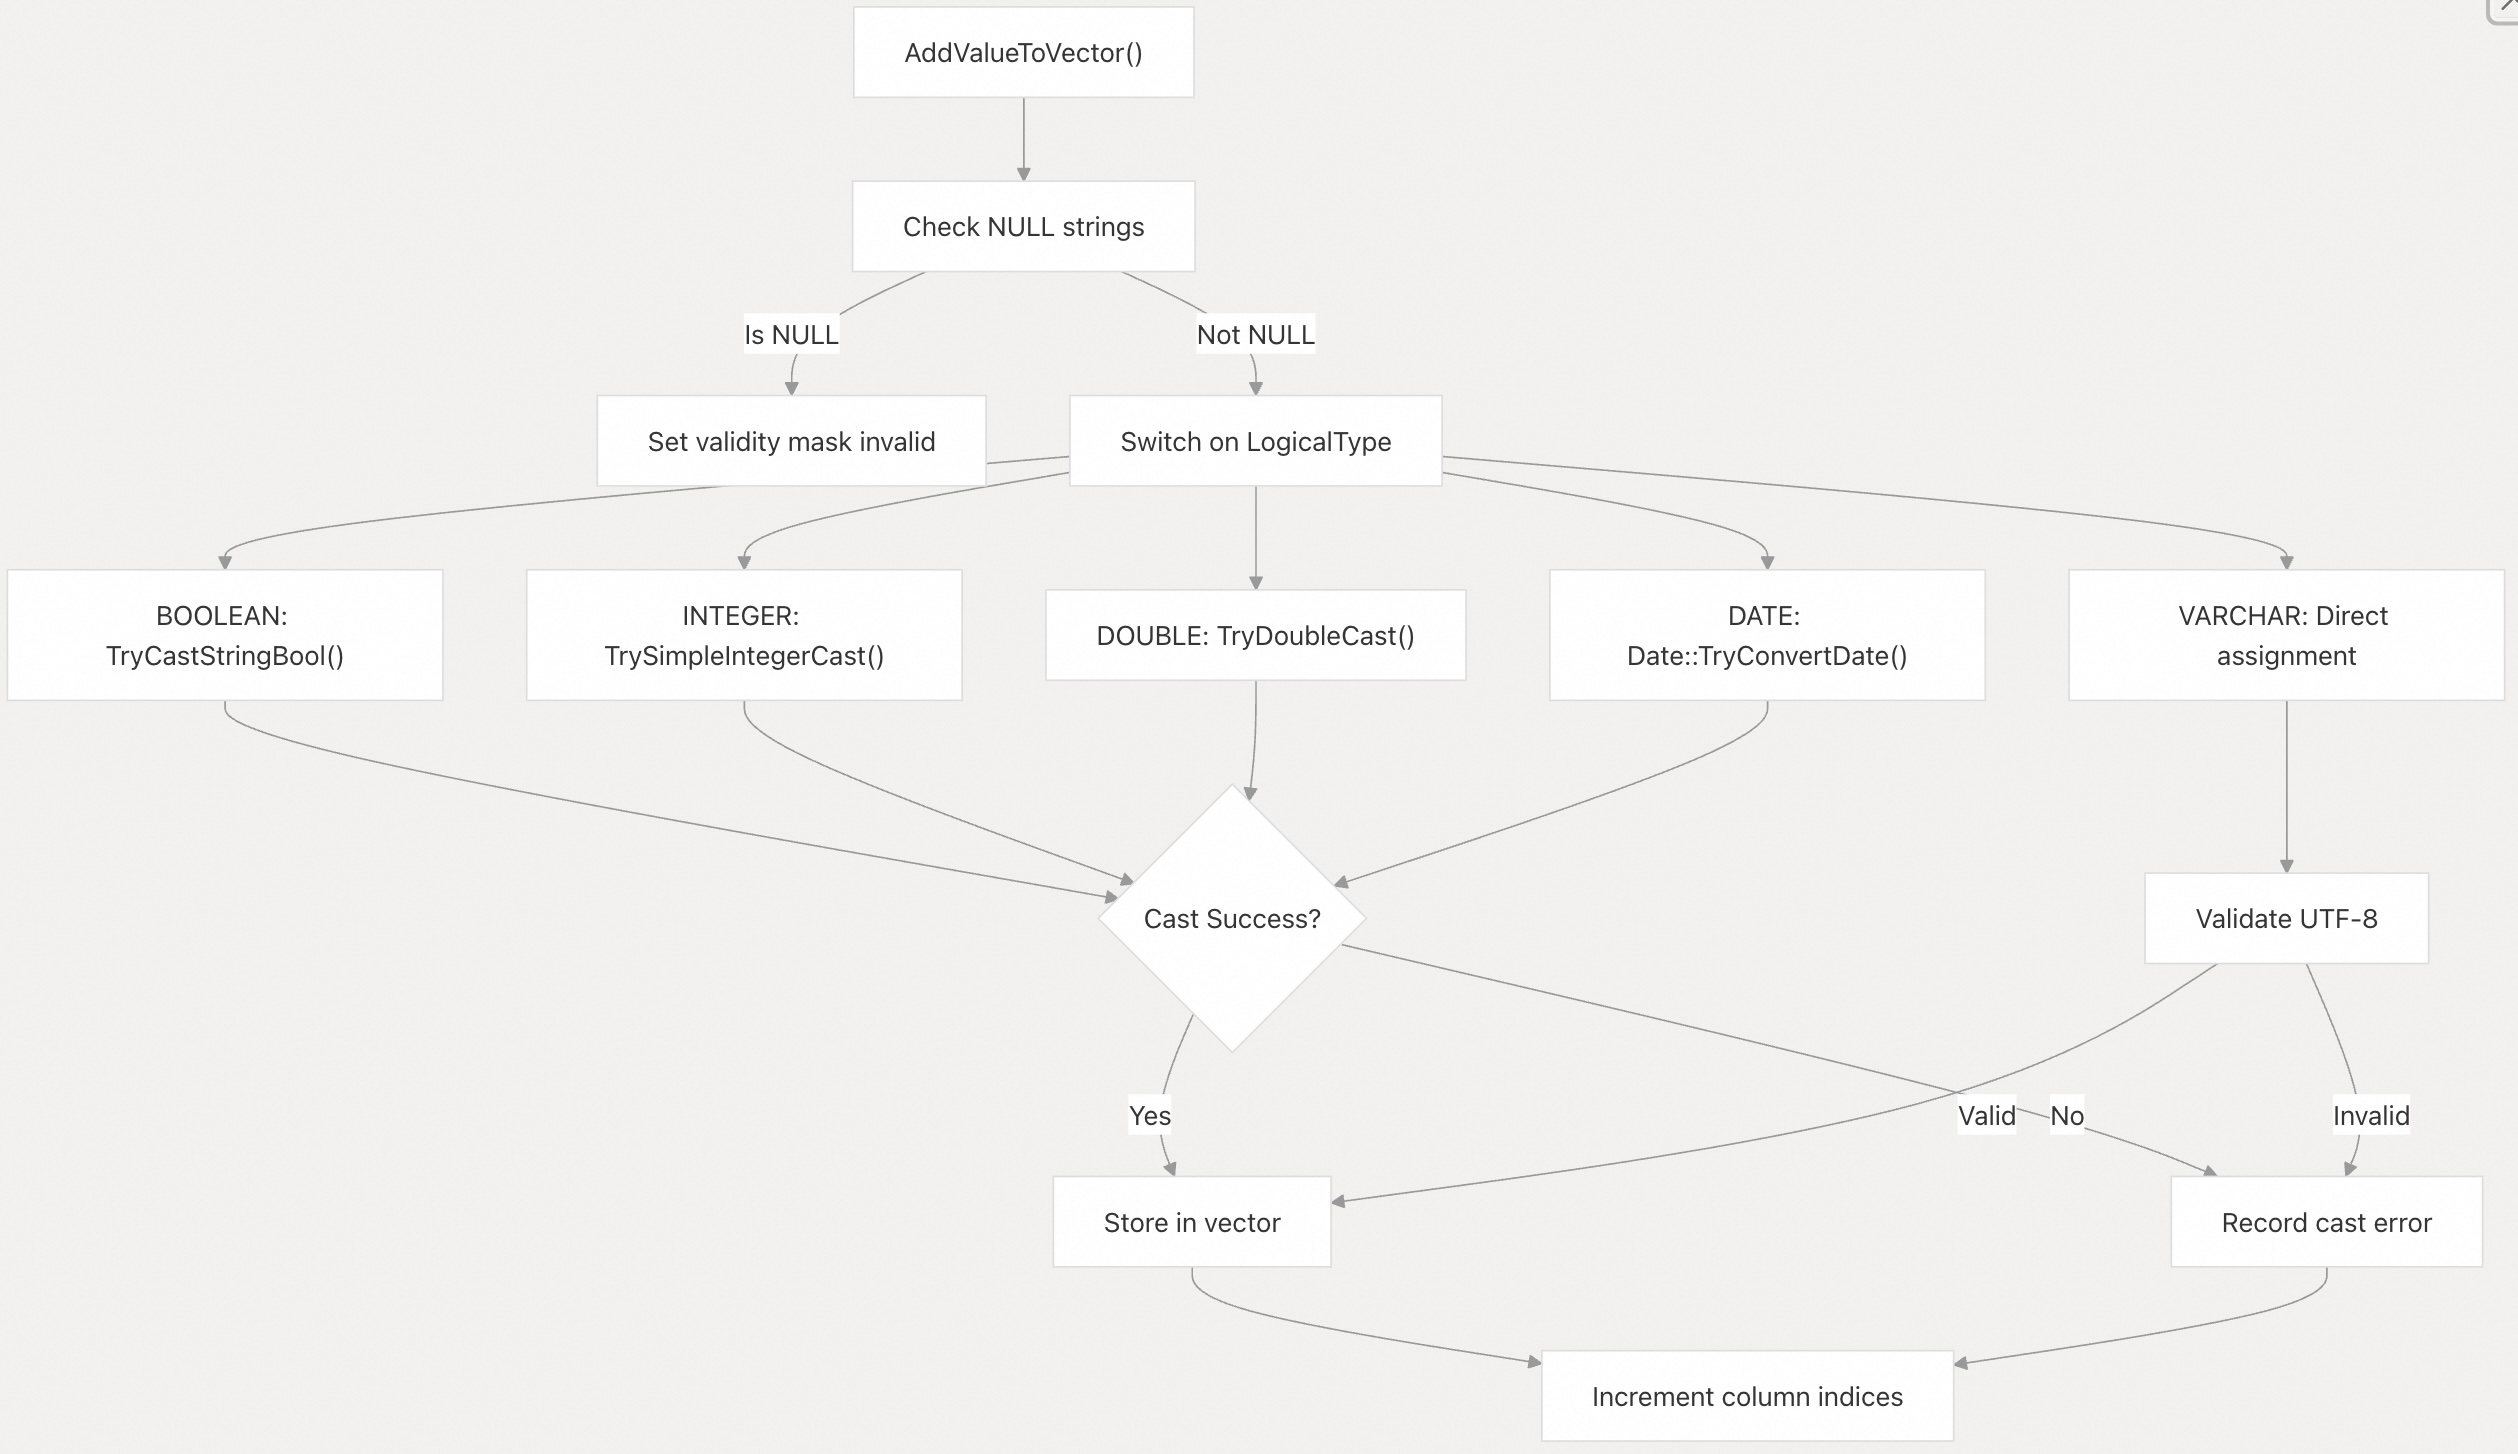 AddValueToVector()
Check NULL strings
Is NULL
Not NULL
Set validity mask invalid
Switch on LogicalType
BOOLEAN:
TryCastStringBool()
INTEGER:
TrySimpleIntegerCast()
DOUBLE: TryDoubleCast()
DATE:
Date::TryConvertDate()
VARCHAR: Direct
assignment
Cast Success?
Validate UTF-8
Yes
Valid
No
Invalid
Store in vector
Record cast error
Increment column indices